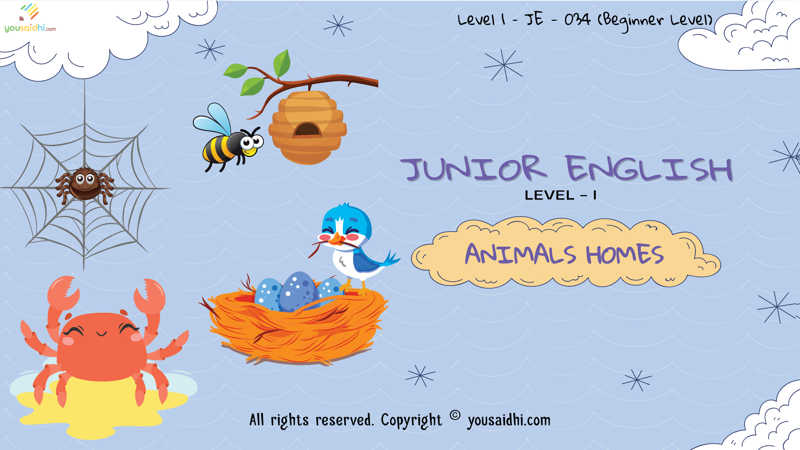 yousaidhi.com
Level 1 - JE - 034 (Beginner Level)
JUNIOR ENGLISH
LEVEL - 1
ANIMALS HOMES
All rights reserved. Copyright © yousaidhi.com